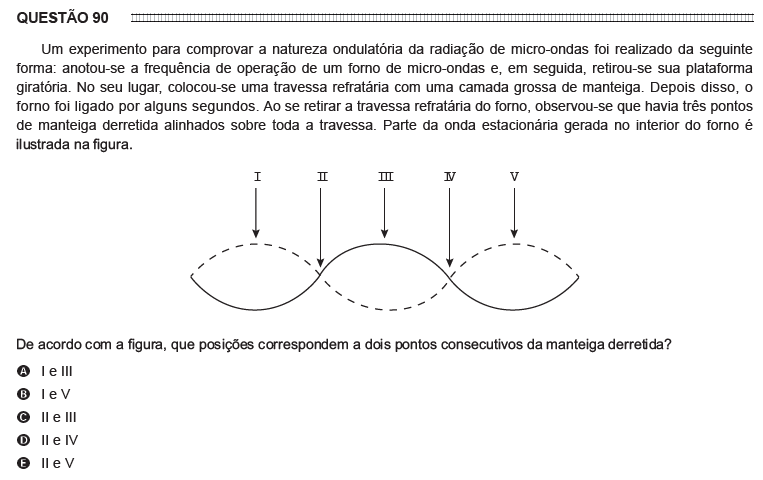 QUESTÃO 90
Um experimento para comprovar a natureza ondulatória da radiação de micro-ondas foi realizado da seguinte
forma: anotou-se a frequência de operação de um forno de micro-ondas e, em seguida, retirou-se sua plataforma
giratória. No seu lugar, colocou-se uma travessa refratária com uma camada grossa de manteiga. Depois disso, o
forno foi ligado por alguns segundos. Ao se retirar a travessa refratária do forno, observou-se que havia três pontos
de manteiga derretida alinhados sobre toda a travessa. Parte da onda estacionária gerada no interior do forno é
ilustrada na figura.
I II III IV V
De acordo com a figura, que posições correspondem a dois pontos consecutivos da manteiga derretida?
A I e III
B I e V
C II e III
D II e IV
E II e V